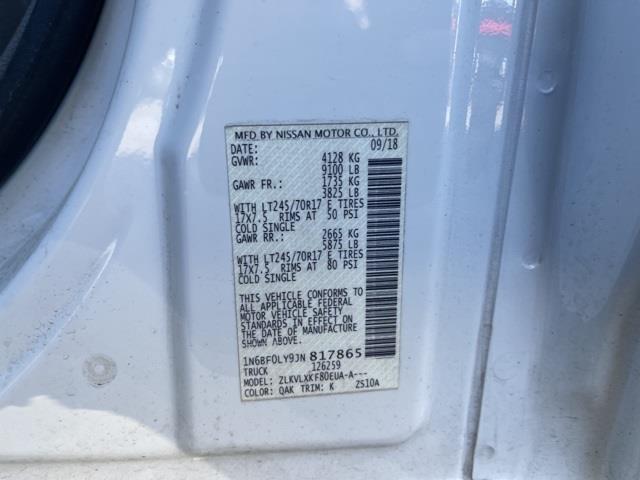 MFD BY NISSAN MOTOR CO., LTD.
DATE: 09/18
GVWR: 4128 KG
9100 LB
GAWR FR.: 1735 KG
3825 LB
WITH LT245/70R17 E TIRES
17X7.5 RIMS AT 50 PSI
COLD SINGLE
GAWR RR.: 2665 KG
5875 LB
WITH LT245/70R17 E TIRES
17X7.5 RIMS AT 80 PSI
COLD SINGLE
THIS VEHICLE CONFORMS TO
ALL APPLICABLE FEDERAL
MOTOR VEHICLE SAFETY
STANDARDS IN EFFECT ON
THE DATE OF MANUFACTURE
SHOWN ABOVE.
1N6BF0LY9JN817865
TRUCK 126259
MODEL: ZLKVLXKF80EUA-A---
COLOR: QAK TRIM: K ZS10A